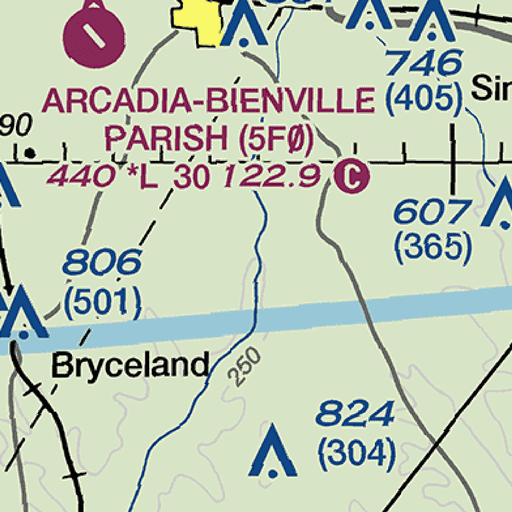 746
(405)
Sin
ARCADIA-BIENVILLE
PARISH (5FØ)
90
440 *L 30 122.9 C
607
(365)
806
(501)
Bryceland
250
824
(304)